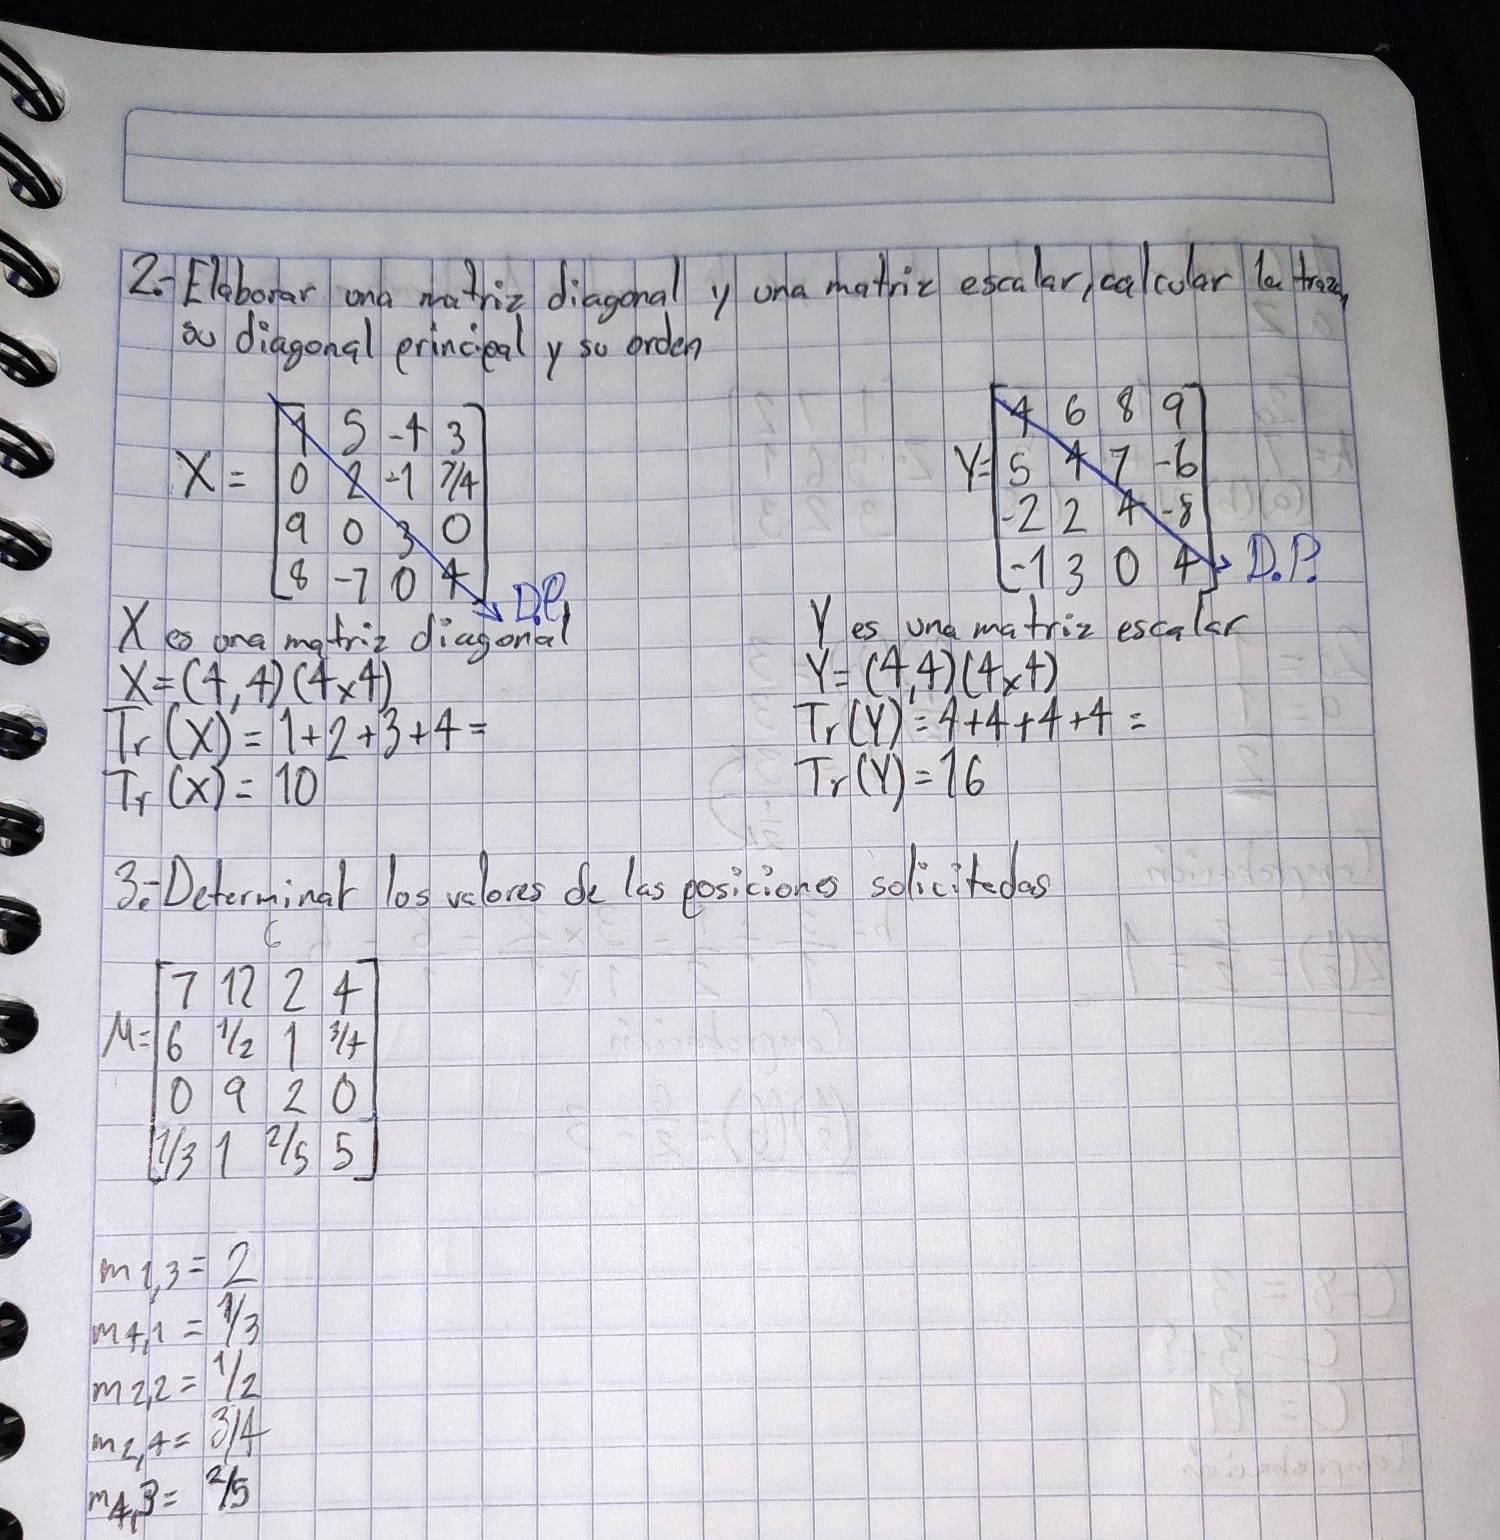 2.- Elaborar una matriz diagonal y una matriz escalar, calcular la traza,
su diagonal principal y su orden
X = [1 5 -4 3
0 2 -1 7/4
9 0 3 0
8 -7 0 4]
D.P.
X es una matriz diagonal
X=(4,4)(4x4)
Tr(X)=1+2+3+4=
Tr(X)=10
Y= [4 6 8 9
5 4 7 -6
-2 2 4 -8
-1 3 0 4]
D.P.
Y es una matriz escalar
Y=(4,4)(4x4)
Tr(Y)=4+4+4+4=
Tr(Y)=16
3.-Determinar los valores de las posiciones solicitadas
M= [7 12 2 4
6 1/2 1 3/4
0 9 2 0
1/3 1 2/5 5]
m1,3=2
m4,1=1/3
m2,2=1/2
m2,4=3/4
m4,3=2/5